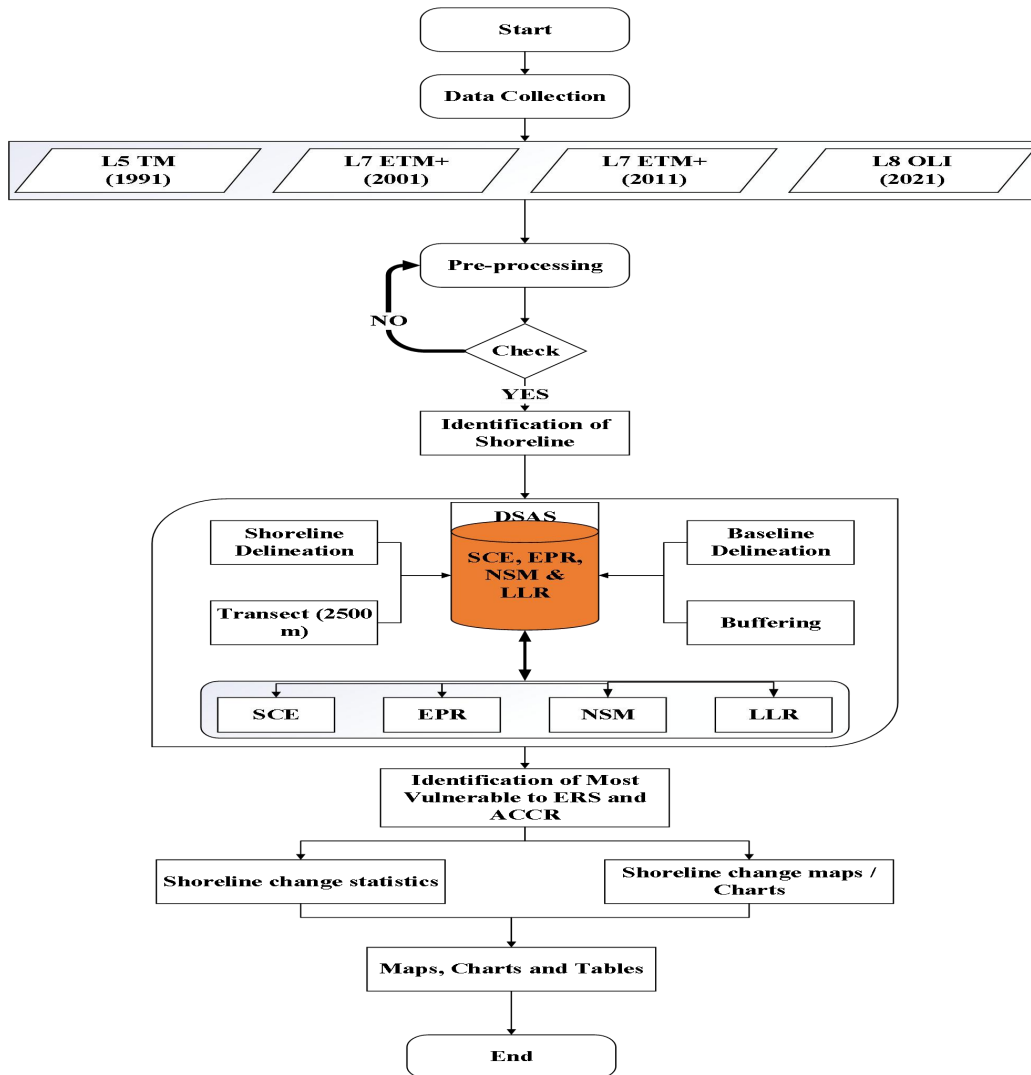 Start
Data Collection
L5 TM
(1991)
L7 ETM+
(2001)
L7 ETM+
(2011)
L8 OLI
(2021)
Pre-processing
NO
Check
YES
Identification of
Shoreline
DSAS
Shoreline
Delineation
SCE, EPR,
NSM &
LLR
Baseline
Delineation
Transect (2500
m)
Buffering
SCE
EPR
NSM
LLR
Identification of Most
Vulnerable to ERS and
ACCR
Shoreline change statistics
Shoreline change maps /
Charts
Maps, Charts and Tables
End